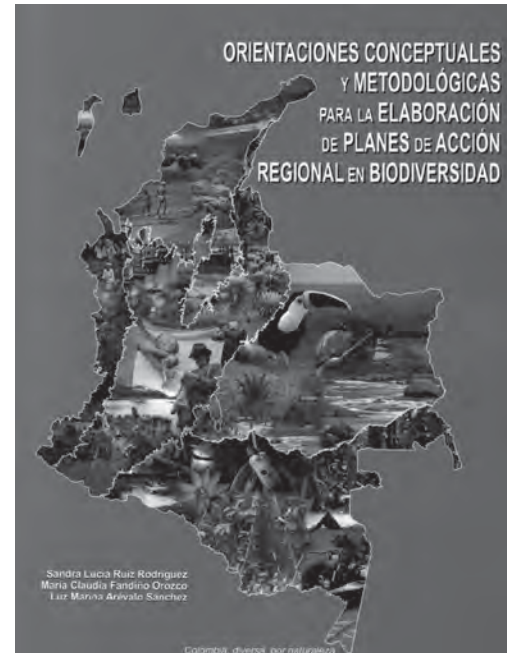 ORIENTACIONES CONCEPTUALES
Y METODOLÓGICAS
PARA LA ELABORACIÓN
DE PLANES DE ACCIÓN
REGIONAL EN BIODIVERSIDAD
Sandra Lucia Ruiz Rodríguez
María Claudia Fandiño Orozco
Luz Marina Arévalo Sánchez
Colombia, diversa por naturaleza